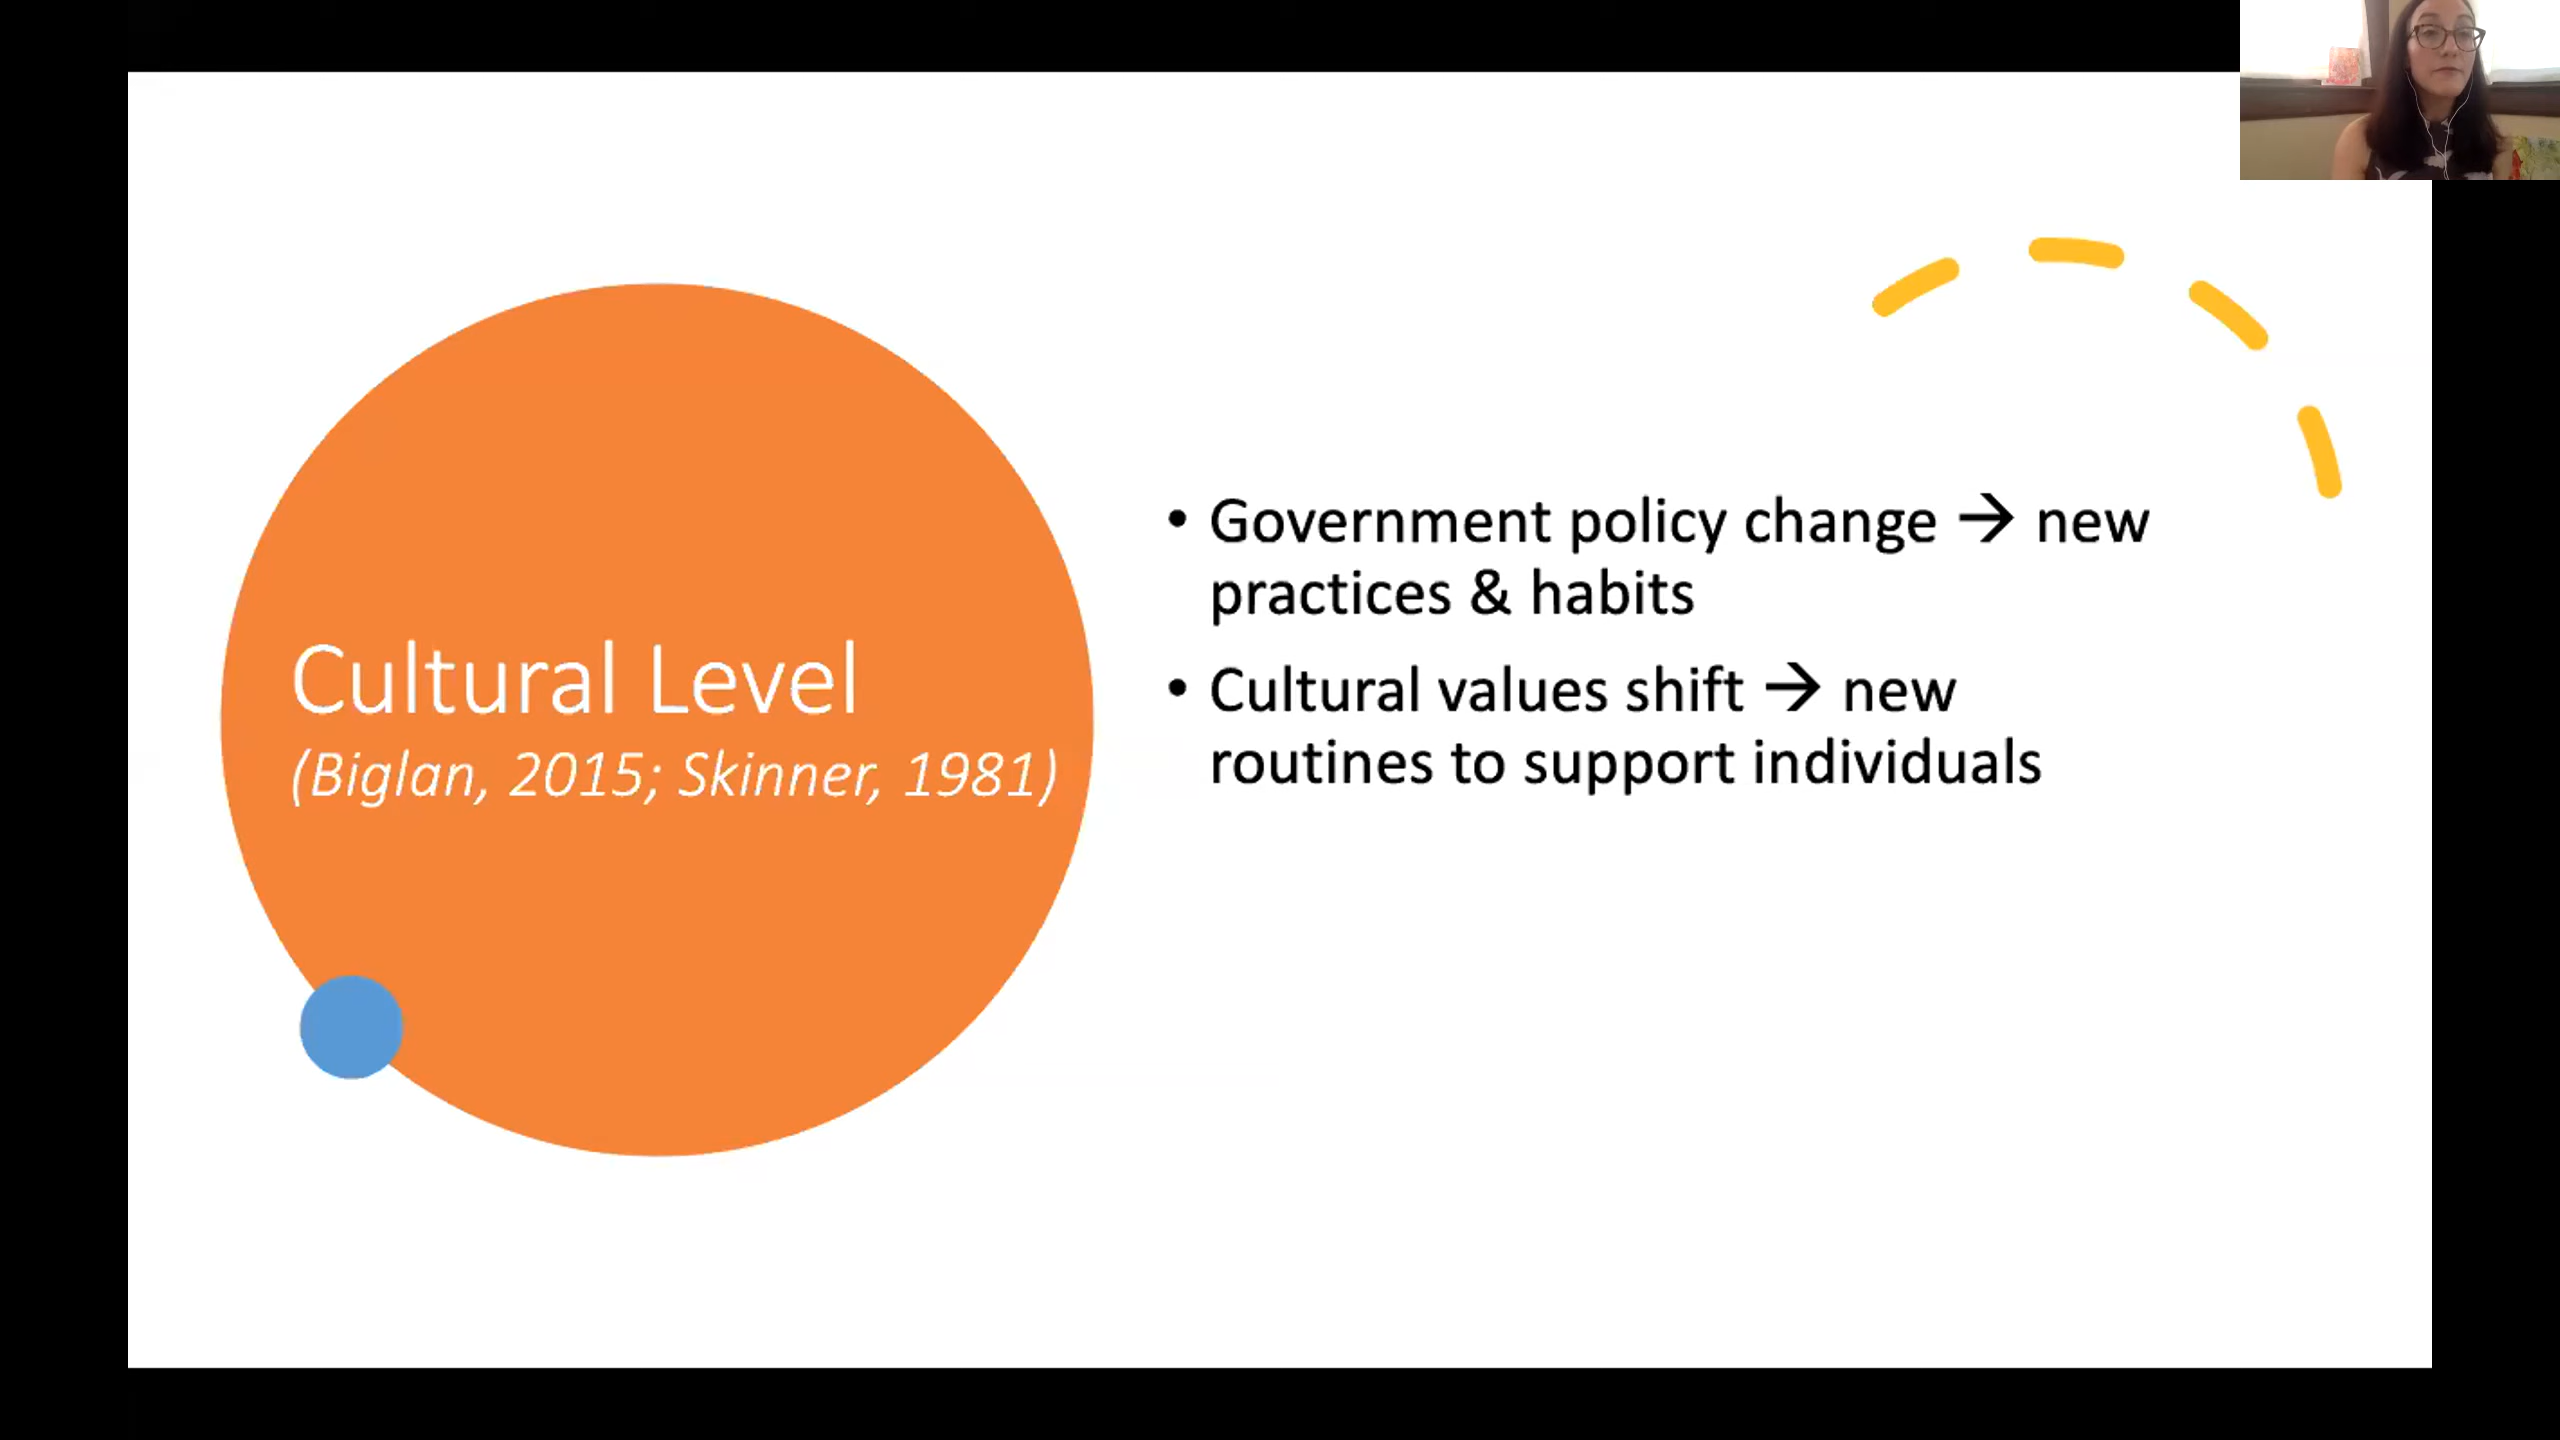 Cultural Level
(Biglan, 2015; Skinner, 1981)
• Government policy change → new
practices & habits
• Cultural values shift → new
routines to support individuals